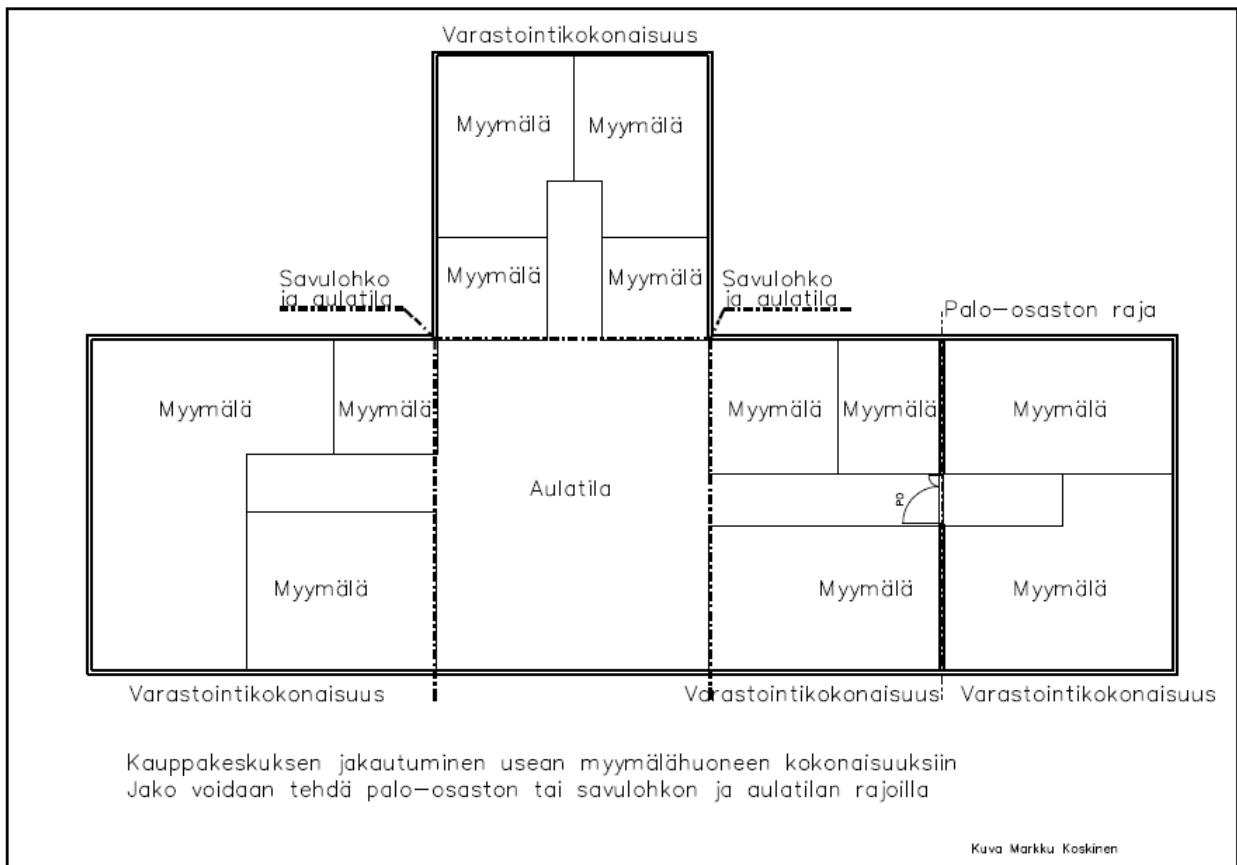 Varastointikokonaisuus
Myymälä Myymälä
Myymälä Myymälä
Savulohko
ja aulatila
Savulohko
ja aulatila
Palo-osaston raja
Myymälä Myymälä Myymälä Myymälä Myymälä
Aulatila
PO
Myymälä Myymälä Myymälä
Varastointikokonaisuus Varastointikokonaisuus Varastointikokonaisuus
Kauppakeskuksen jakautuminen usean myymälähuoneen kokonaisuuksiin
Jako voidaan tehdä palo-osaston tai savulohkon ja aulatilan rajoilla
Kuva Markku Koskinen